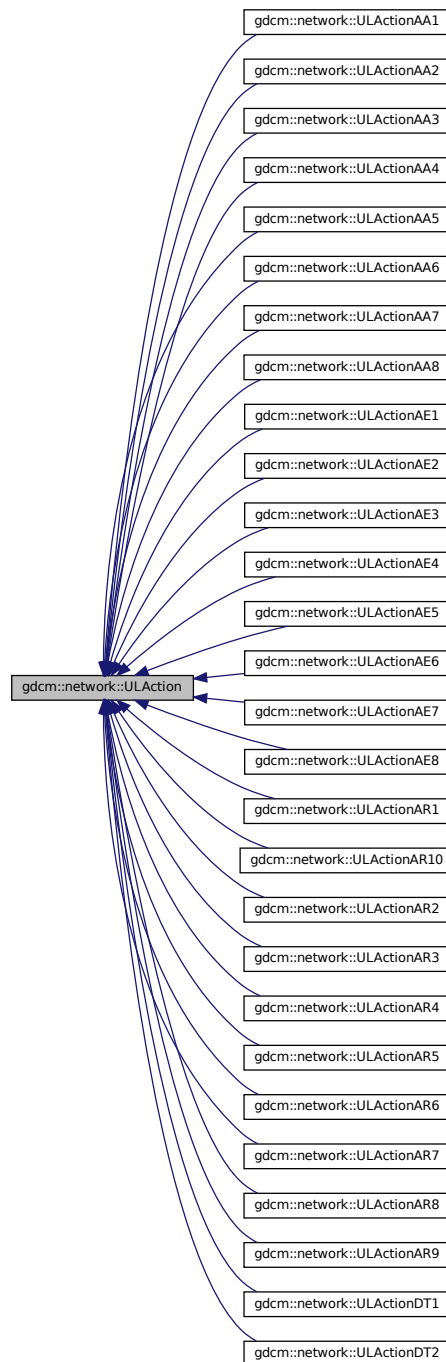 gdcm::network::ULActionAA1
gdcm::network::ULActionAA2
gdcm::network::ULActionAA3
gdcm::network::ULActionAA4
gdcm::network::ULActionAA5
gdcm::network::ULActionAA6
gdcm::network::ULActionAA7
gdcm::network::ULActionAA8
gdcm::network::ULActionAE1
gdcm::network::ULActionAE2
gdcm::network::ULActionAE3
gdcm::network::ULActionAE4
gdcm::network::ULActionAE5
gdcm::network::ULActionAE6
gdcm::network::ULAction
gdcm::network::ULActionAE7
gdcm::network::ULActionAE8
gdcm::network::ULActionAR1
gdcm::network::ULActionAR10
gdcm::network::ULActionAR2
gdcm::network::ULActionAR3
gdcm::network::ULActionAR4
gdcm::network::ULActionAR5
gdcm::network::ULActionAR6
gdcm::network::ULActionAR7
gdcm::network::ULActionAR8
gdcm::network::ULActionAR9
gdcm::network::ULActionDT1
gdcm::network::ULActionDT2